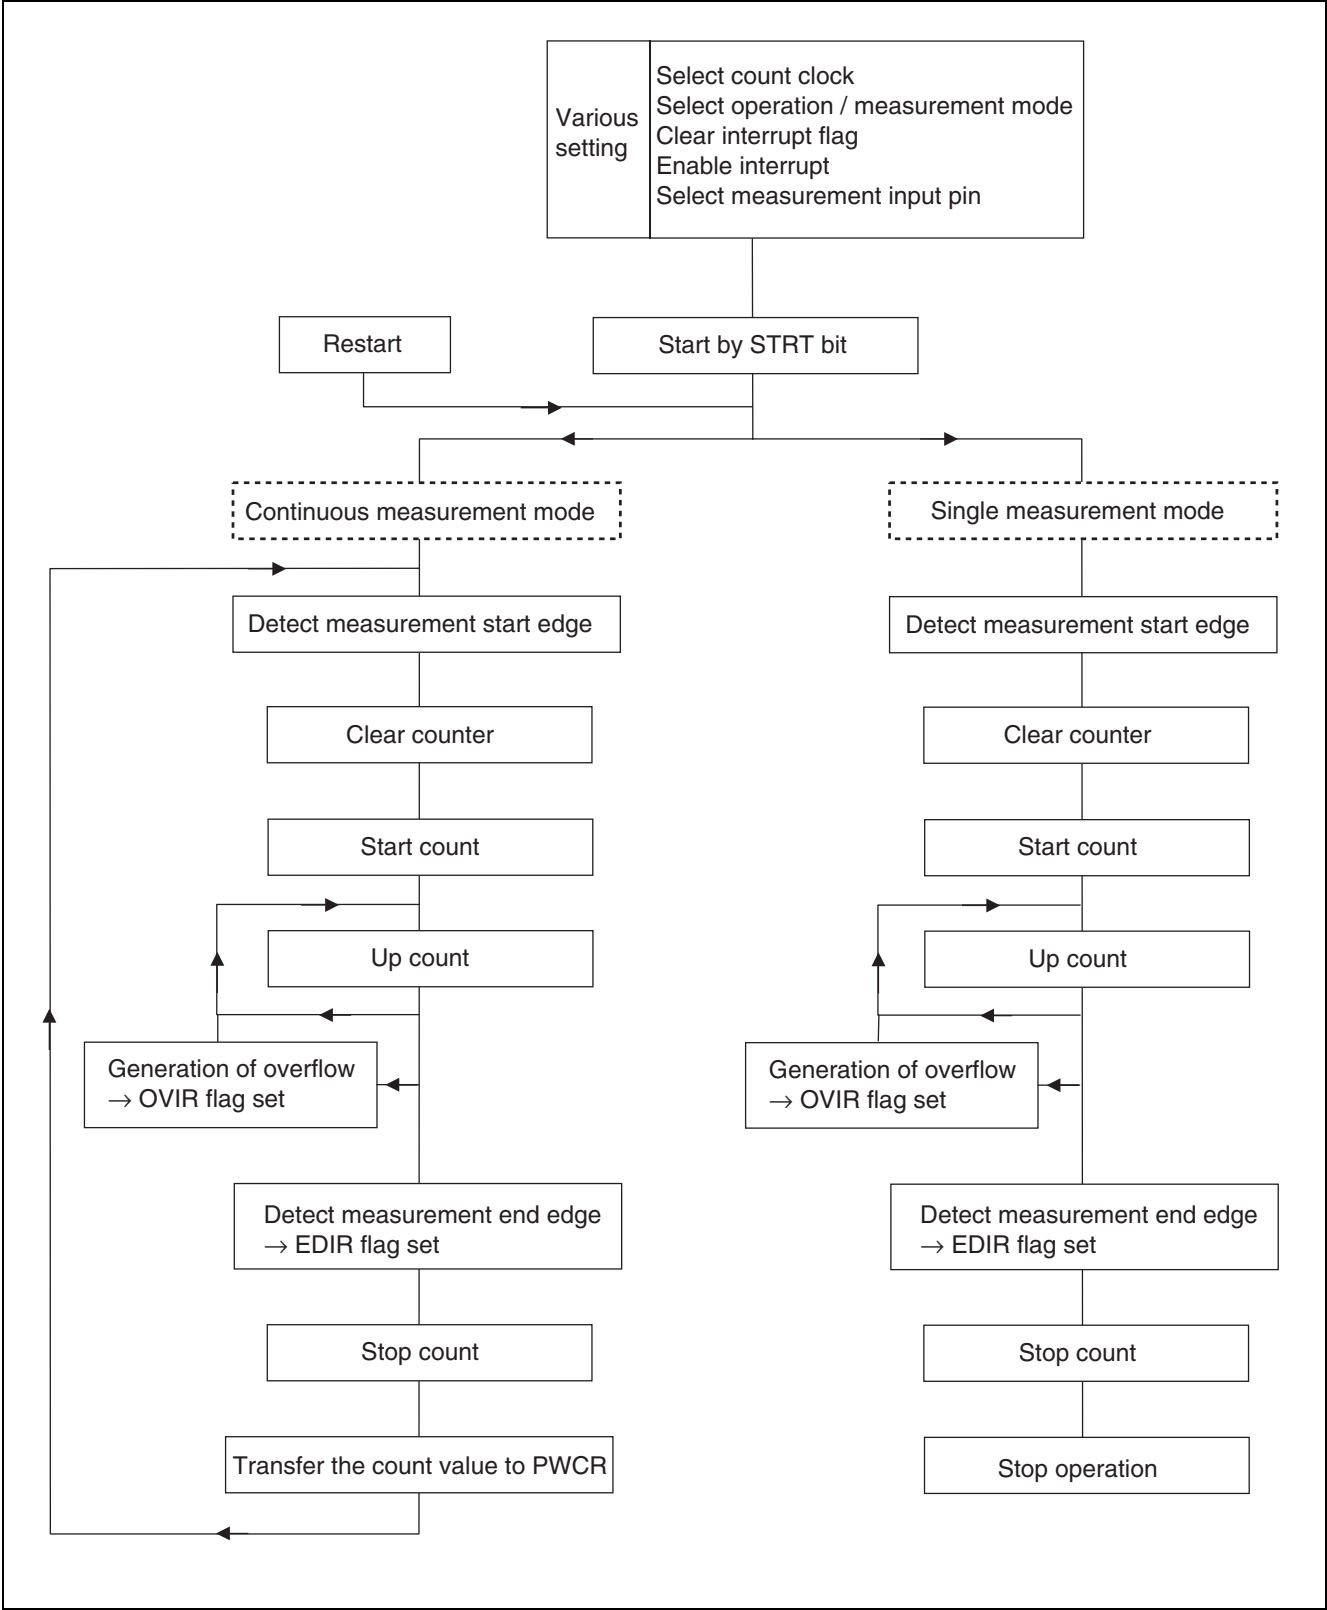 Various
setting
Select count clock
Select operation / measurement mode
Clear interrupt flag
Enable interrupt
Select measurement input pin
Restart
Start by STRT bit
Continuous measurement mode
Single measurement mode
Detect measurement start edge
Detect measurement start edge
Clear counter
Clear counter
Start count
Start count
Up count
Up count
Generation of overflow
→ OVIR flag set
Generation of overflow
→ OVIR flag set
Detect measurement end edge
→ EDIR flag set
Detect measurement end edge
→ EDIR flag set
Stop count
Stop count
Transfer the count value to PWCR
Stop operation